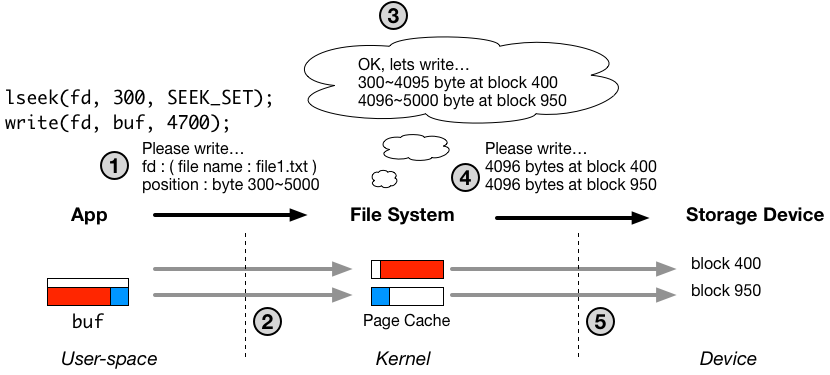 3
OK, lets write…
300~4095 byte at block 400
4096~5000 byte at block 950
lseek(fd, 300, SEEK_SET);
write(fd, buf, 4700);
1
Please write…
fd : ( file name : file1.txt )
position : byte 300~5000
4
Please write…
4096 bytes at block 400
4096 bytes at block 950
App
File System
Storage Device
block 400
block 950
buf
2
Page Cache
5
User-space
Kernel
Device